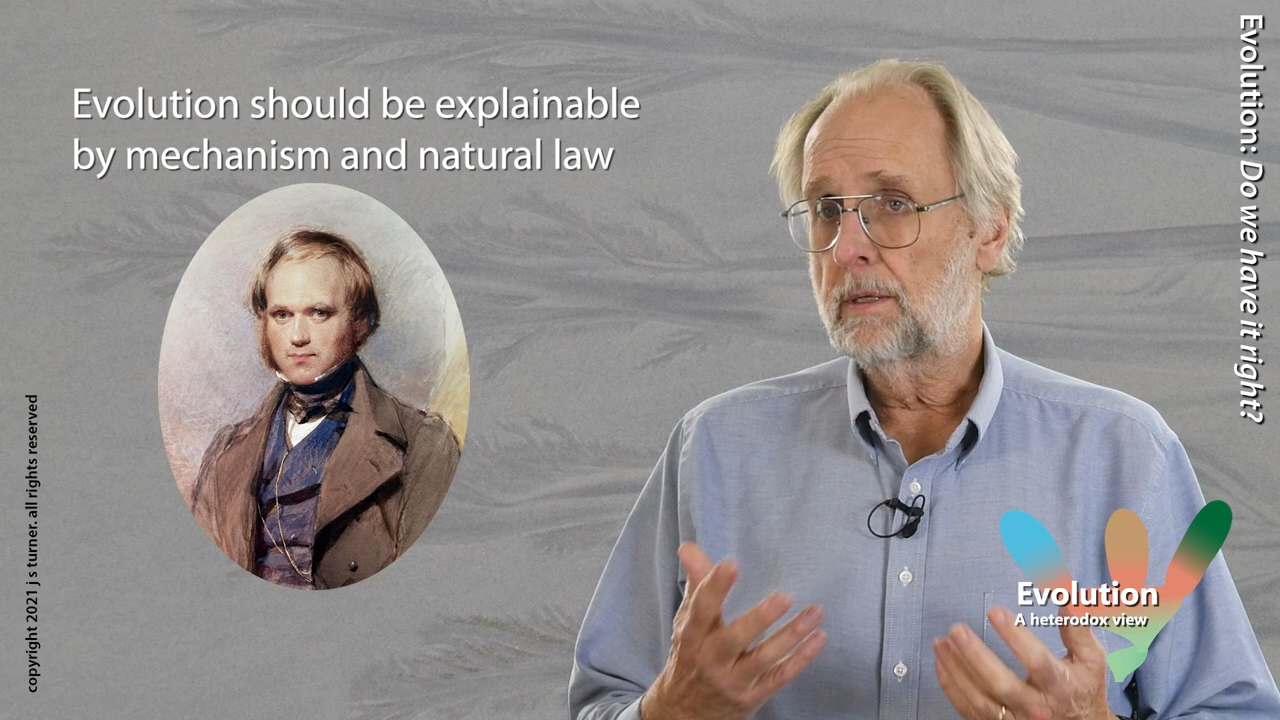 Evolution should be explainable
by mechanism and natural law
Evolution: Do we have it right?
Evolution
A heterodox view
copyright 2021 j s turner. all rights reserved